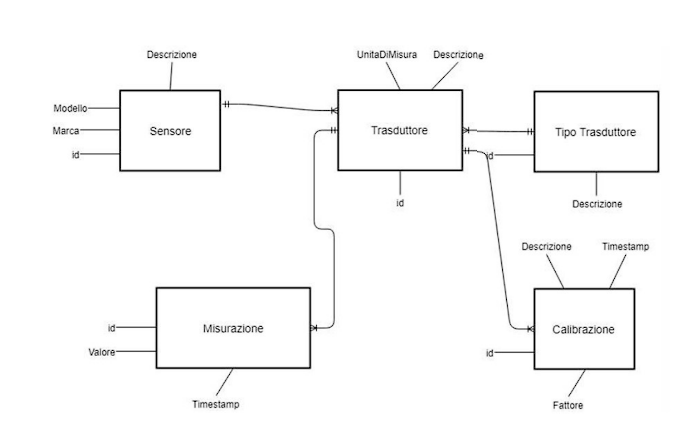 Descrizione
UnitaDiMisura
Descrizione
Modello
Marca
id
Sensore
Trasduttore
Tipo Trasduttore
id
id
Descrizione
Descrizione
Timestamp
id
Valore
Misurazione
Calibrazione
id
Timestamp
Fattore